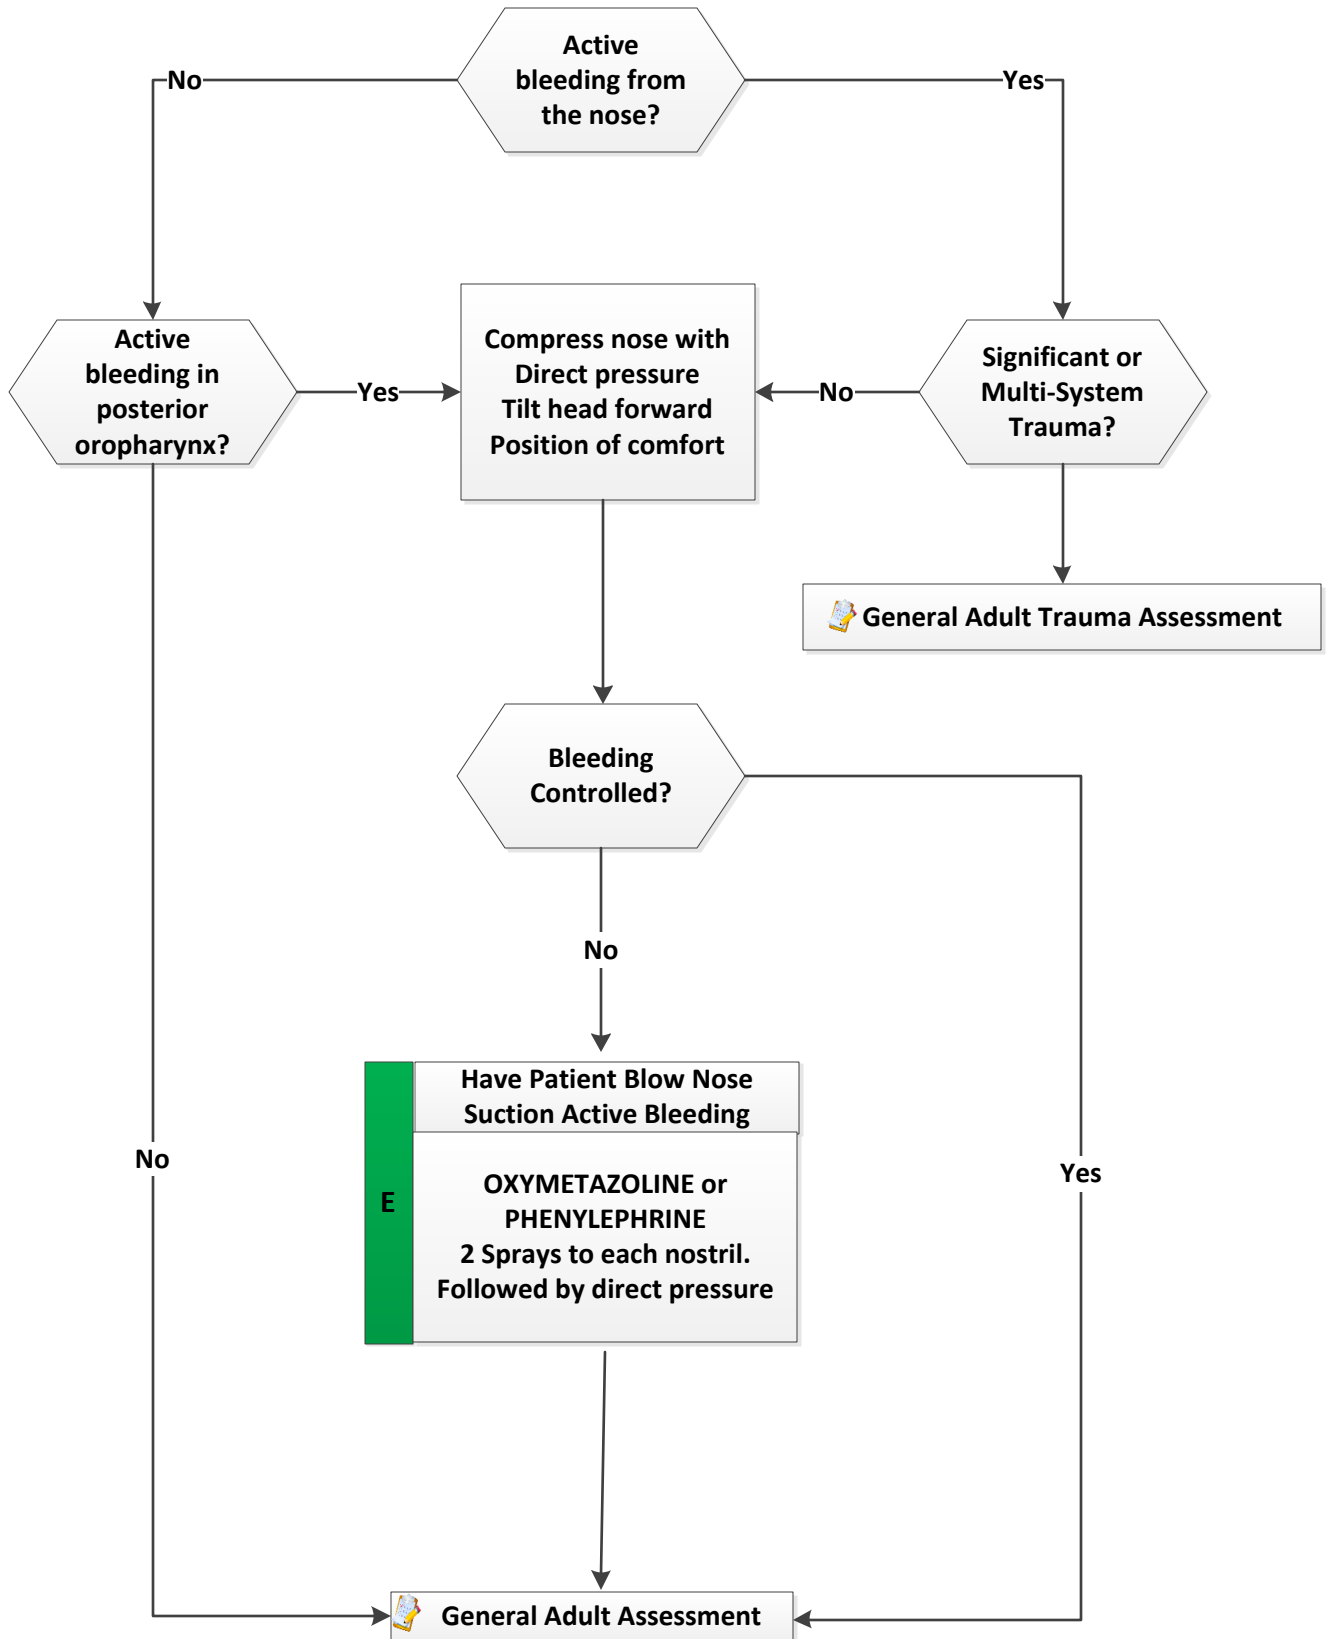 Active
bleeding from
the nose?
No
Yes
Active
bleeding in
posterior
oropharynx?
Yes
Compress nose with
Direct pressure
Tilt head forward
Position of comfort
No
Significant or
Multi-System
Trauma?
General Adult Trauma Assessment
Bleeding
Controlled?
No
Have Patient Blow Nose
Suction Active Bleeding
E
OXYMETAZOLINE or
PHENYLEPHRINE
2 Sprays to each nostril.
Followed by direct pressure
No
Yes
General Adult Assessment